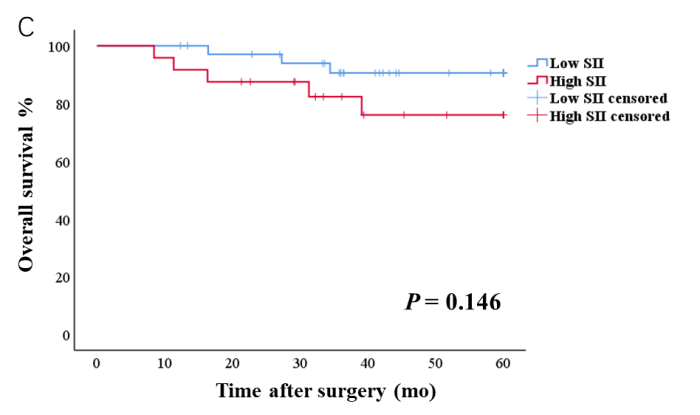 C
100
80
60
40
20
0
Overall survival %
0 10 20 30 40 50 60
Time after surgery (mo)
P = 0.146
Low SII
High SII
Low SII censored
High SII censored